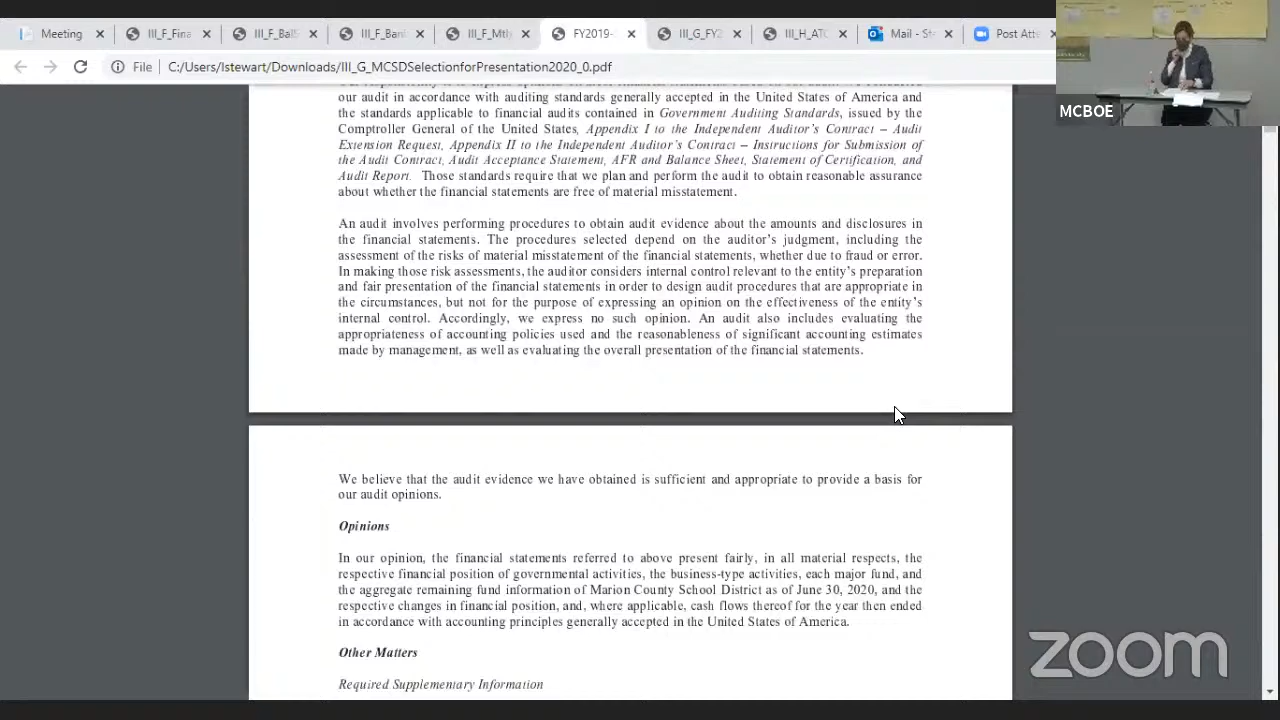 Meeting
III_F_Fina
III_F_Bal
III_F_Ban
III_F_Mtl
FY2019-
III_G_FY2
III_H_ATC
Mail - St
Post Att
File
C:/Users/lstewart/Downloads/III_G_MCSDSelectionforPresentation2020_0.pdf
MCBOE
our audit in accordance with auditing standards generally accepted in the United States of America and
the standards applicable to financial audits contained in Government Auditing Standards, issued by the
Comptroller General of the United States, Appendix I to the Independent Auditor's Contract – Audit
Extension Request, Appendix II to the Independent Auditor's Contract – Instructions for Submission of
the Audit Contract, Audit Acceptance Statement, AFR and Balance Sheet, Statement of Certification, and
Audit Report. Those standards require that we plan and perform the audit to obtain reasonable assurance
about whether the financial statements are free of material misstatement.
An audit involves performing procedures to obtain audit evidence about the amounts and disclosures in
the financial statements. The procedures selected depend on the auditor's judgment, including the
assessment of the risks of material misstatement of the financial statements, whether due to fraud or error.
In making those risk assessments, the auditor considers internal control relevant to the entity's preparation
and fair presentation of the financial statements in order to design audit procedures that are appropriate in
the circumstances, but not for the purpose of expressing an opinion on the effectiveness of the entity's
internal control. Accordingly, we express no such opinion. An audit also includes evaluating the
appropriateness of accounting policies used and the reasonableness of significant accounting estimates
made by management, as well as evaluating the overall presentation of the financial statements.
We believe that the audit evidence we have obtained is sufficient and appropriate to provide a basis for
our audit opinions.
Opinions
In our opinion, the financial statements referred to above present fairly, in all material respects, the
respective financial position of governmental activities, the business-type activities, each major fund, and
the aggregate remaining fund information of Marion County School District as of June 30, 2020, and the
respective changes in financial position, and, where applicable, cash flows thereof for the year then ended
in accordance with accounting principles generally accepted in the United States of America.
Other Matters
Required Supplementary Information
zoom